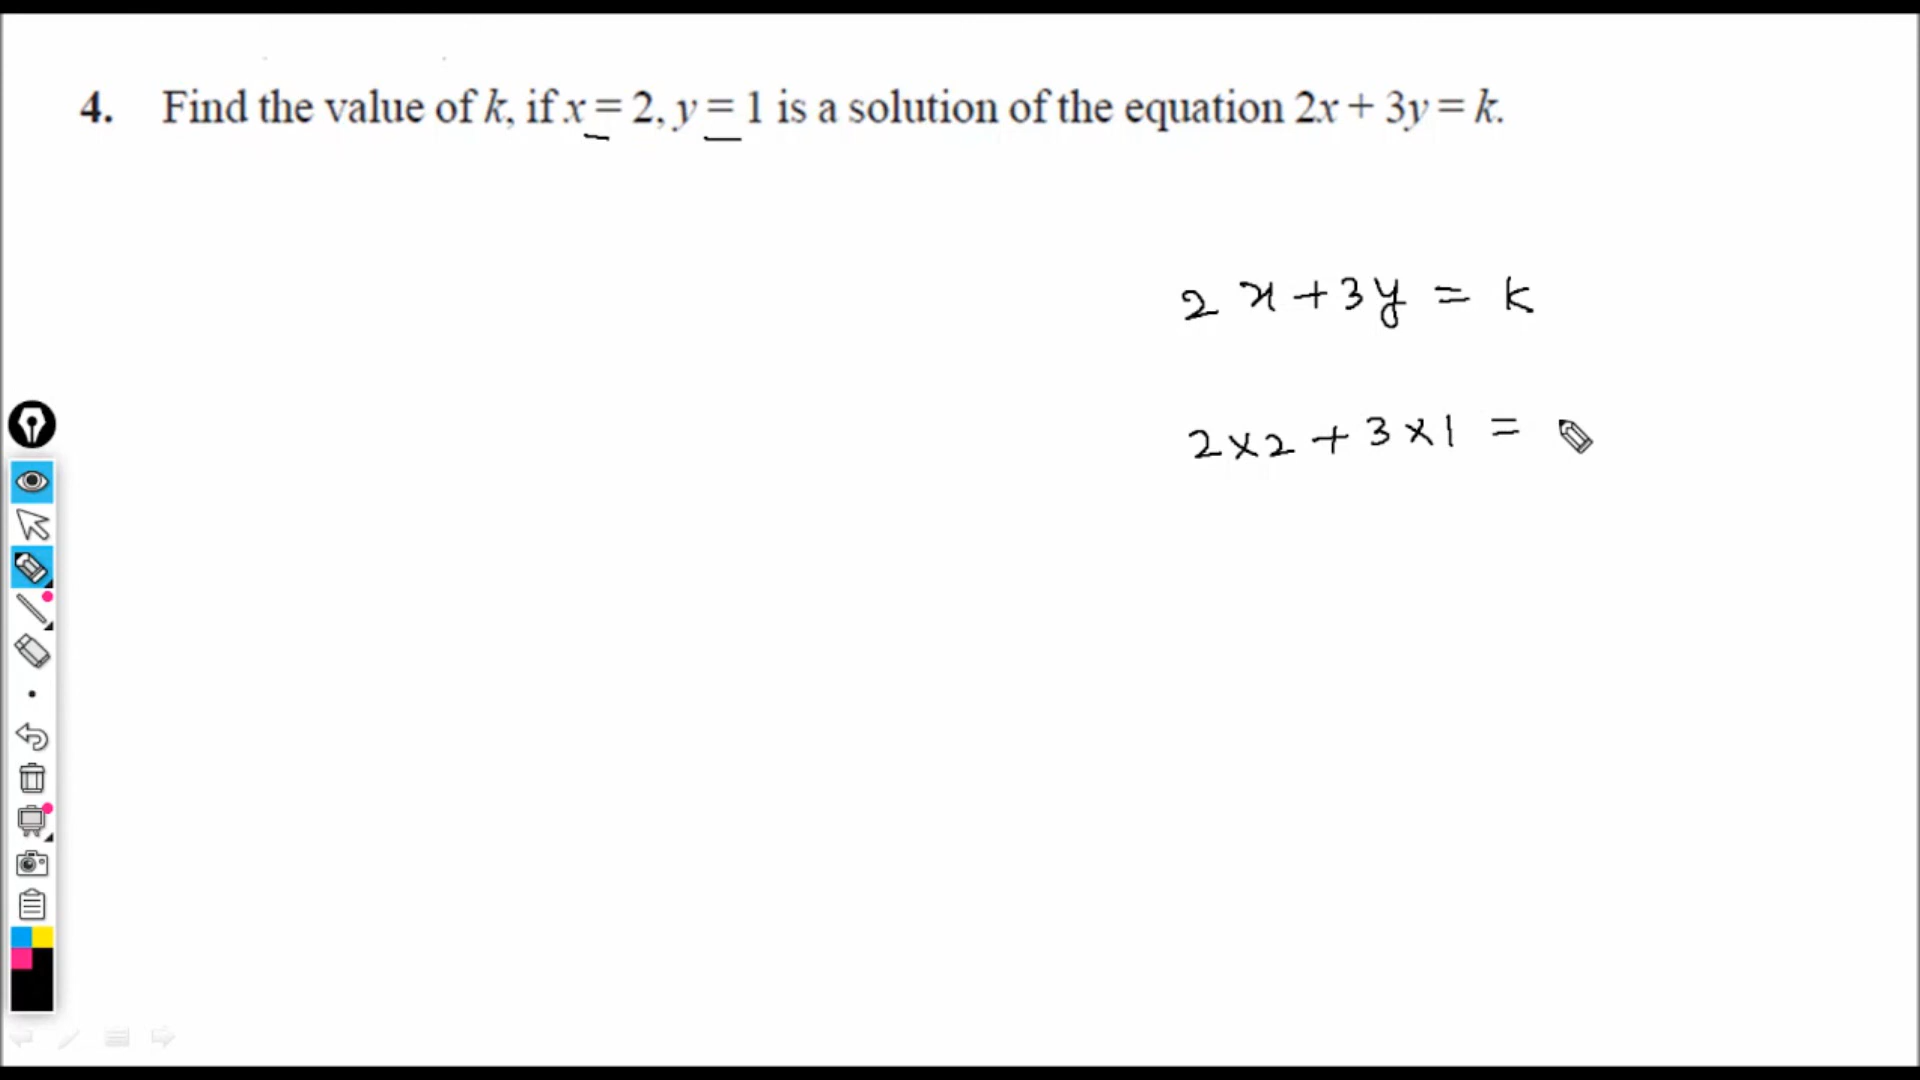 4. Find the value of k, if x = 2, y = 1 is a solution of the equation 2x + 3y = k.
2x+3y = k
2×2 + 3×1 =